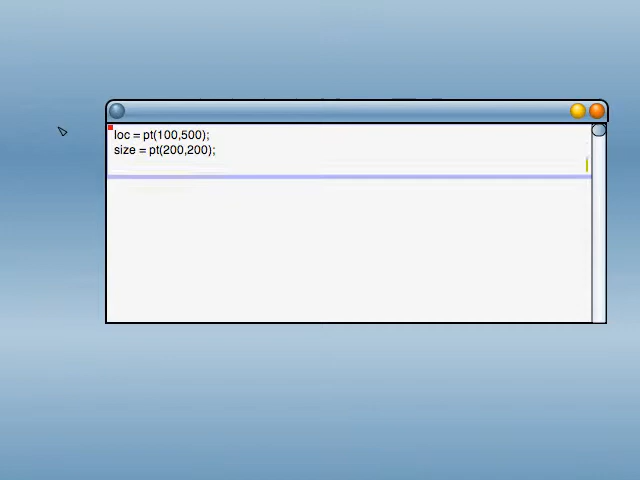 loc = pt(100,500);
size = pt(200,200);